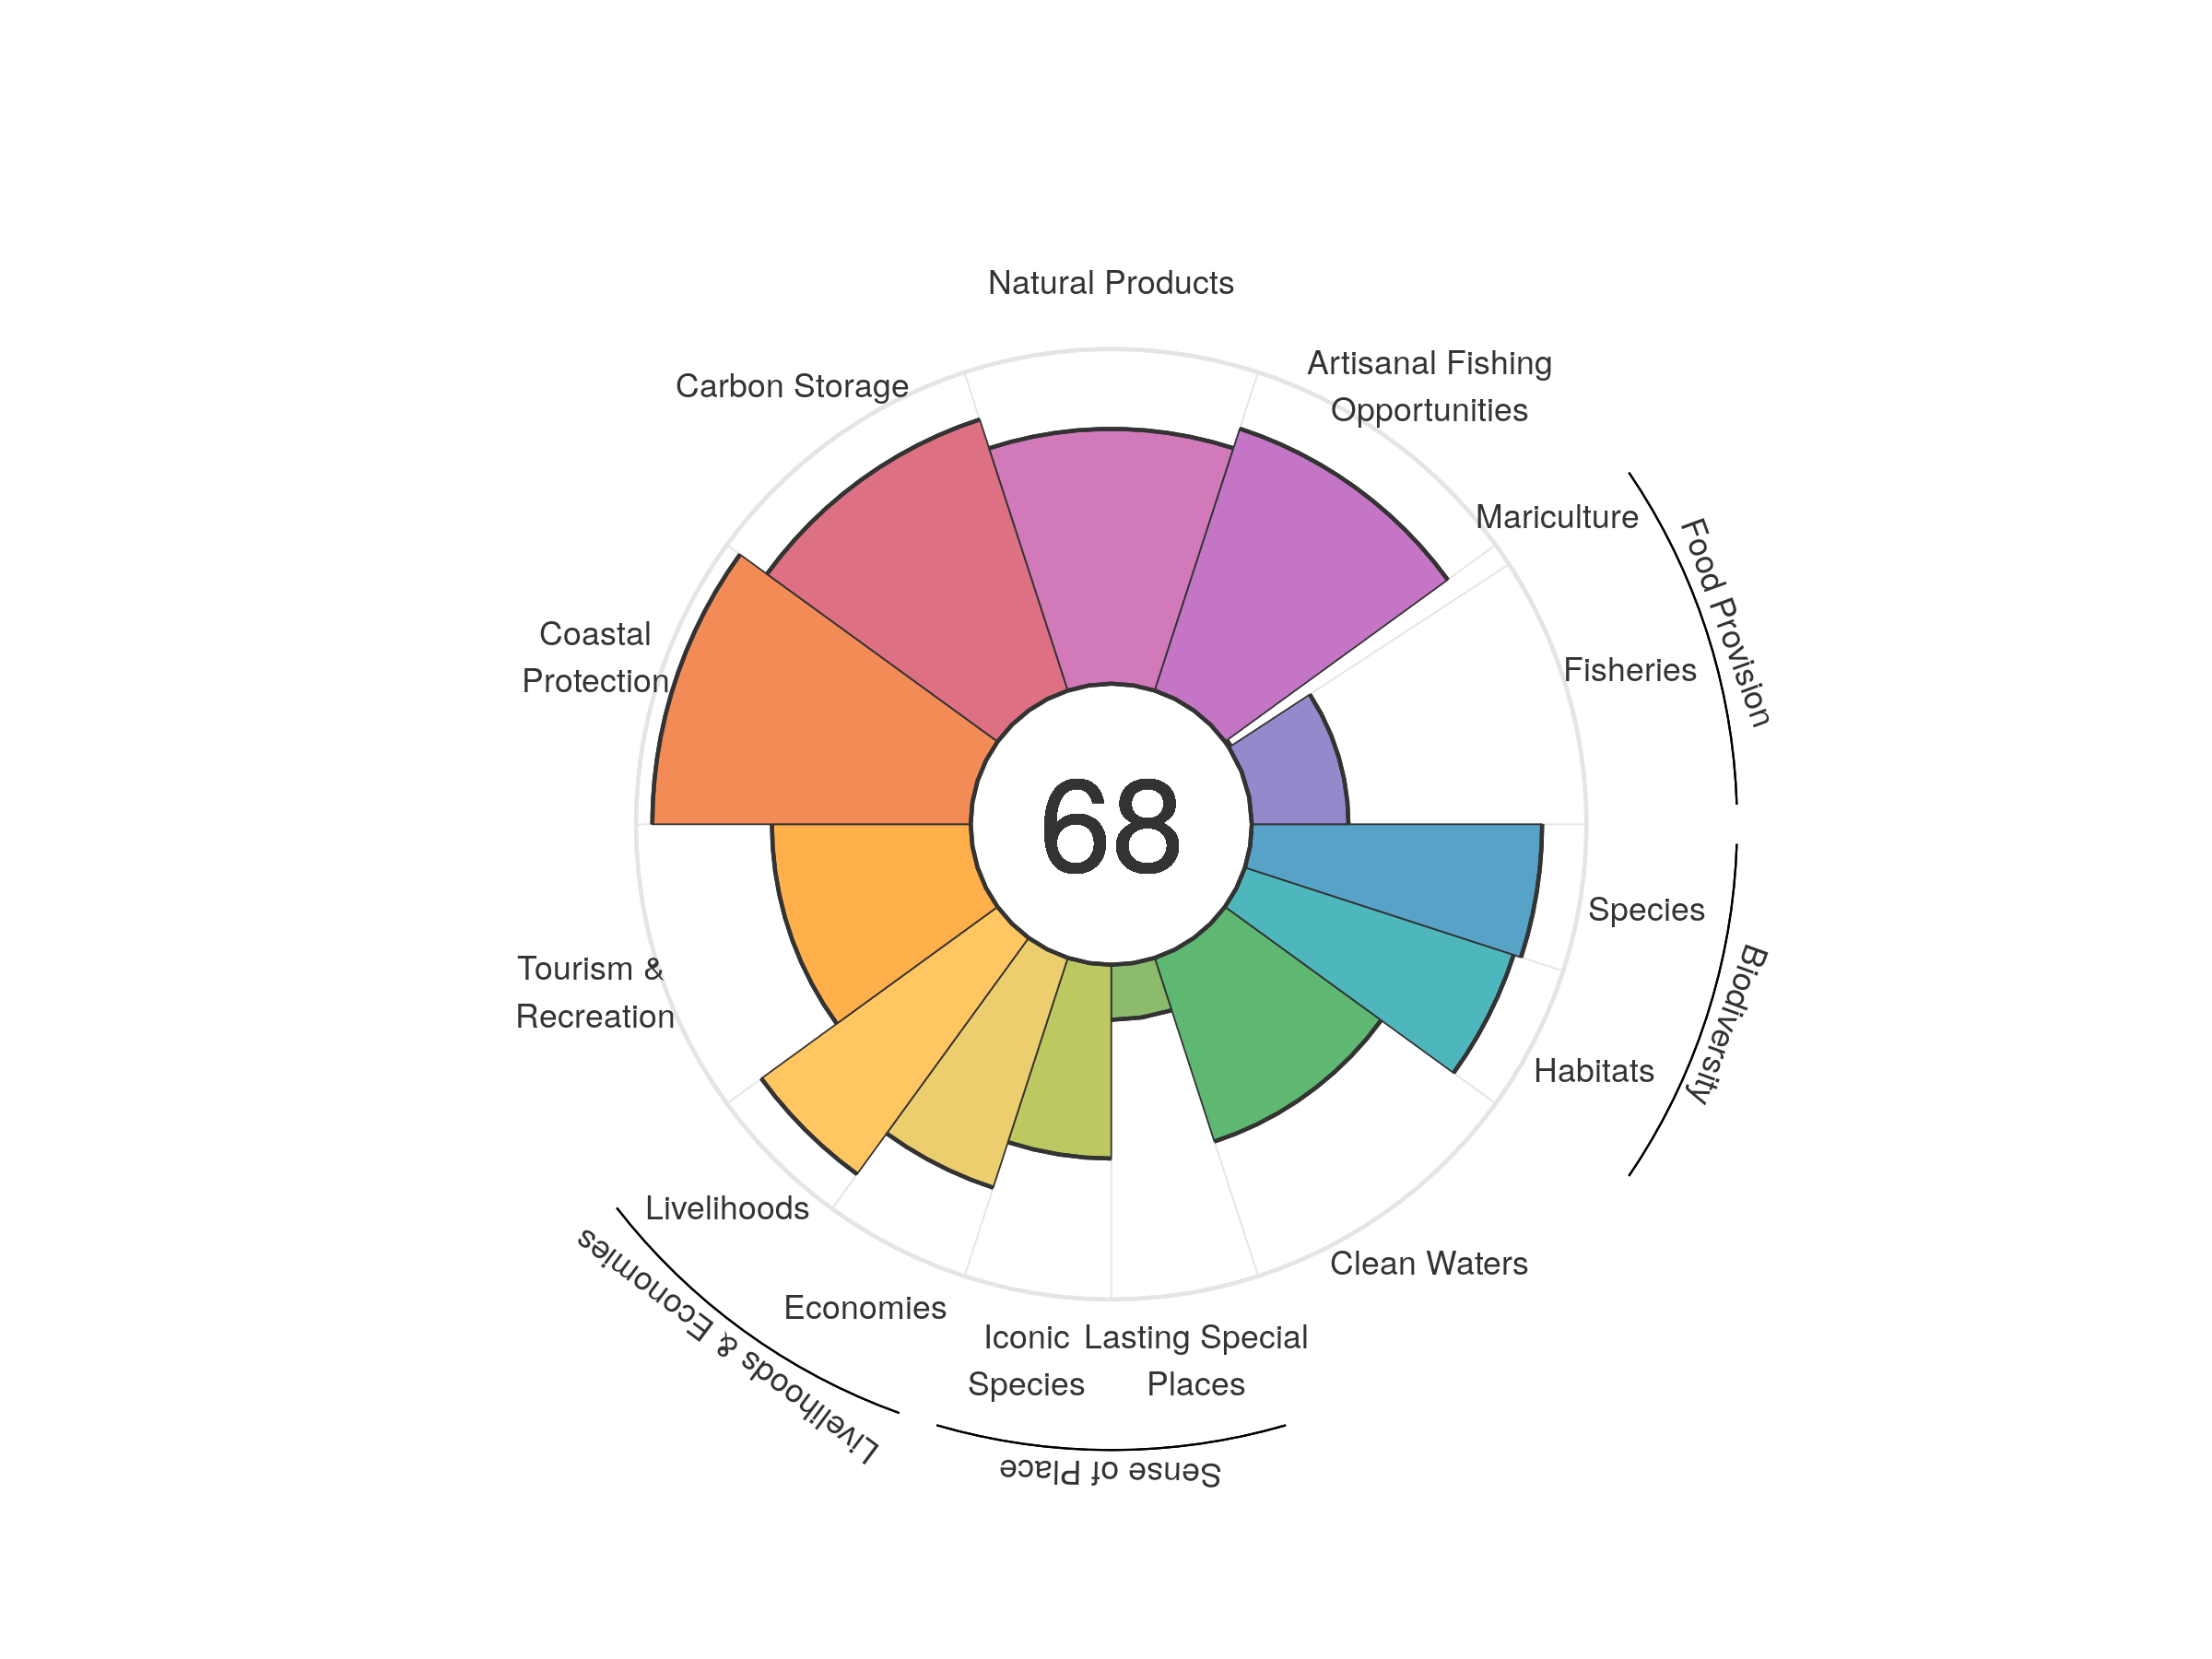 Natural Products
Artisanal Fishing
Opportunities
Carbon Storage
Mariculture
Food Provision
Fisheries
Coastal
Protection
68
Species
Biodiversity
Habitats
Tourism &
Recreation
Livelihoods
Clean Waters
Economies
Livelihoods & Economies
Iconic
Species
Lasting Special
Places
Sense of Place